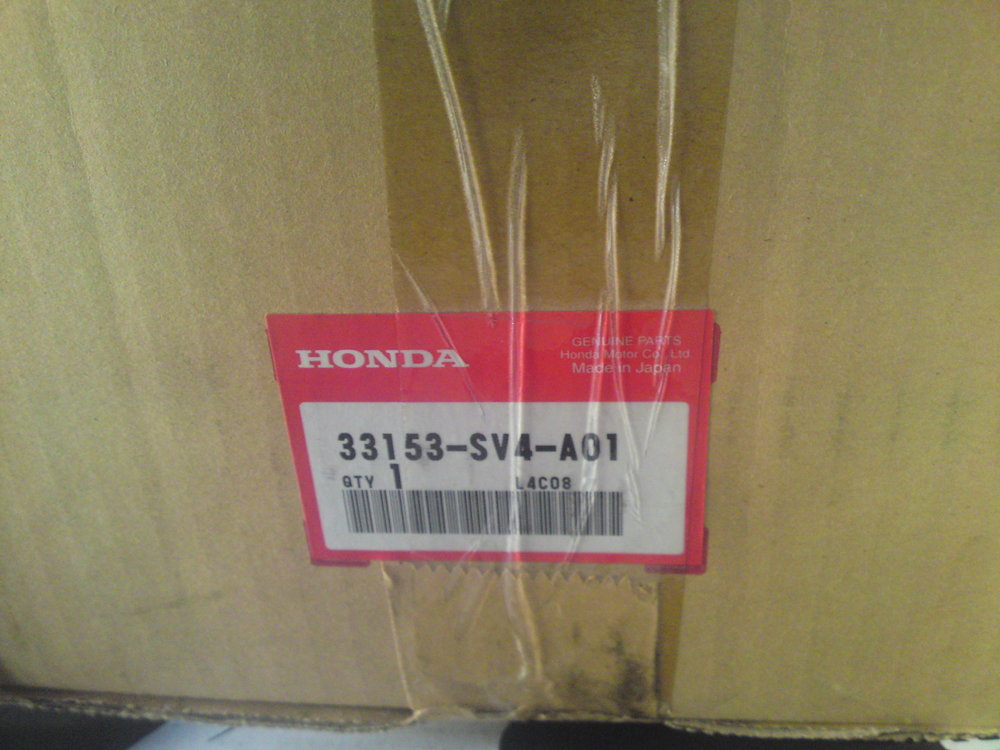 HONDA
GENUINE PARTS
Honda Motor Co., Ltd.
Made in Japan
33153-SV4-A01
QTY 1 L4C08